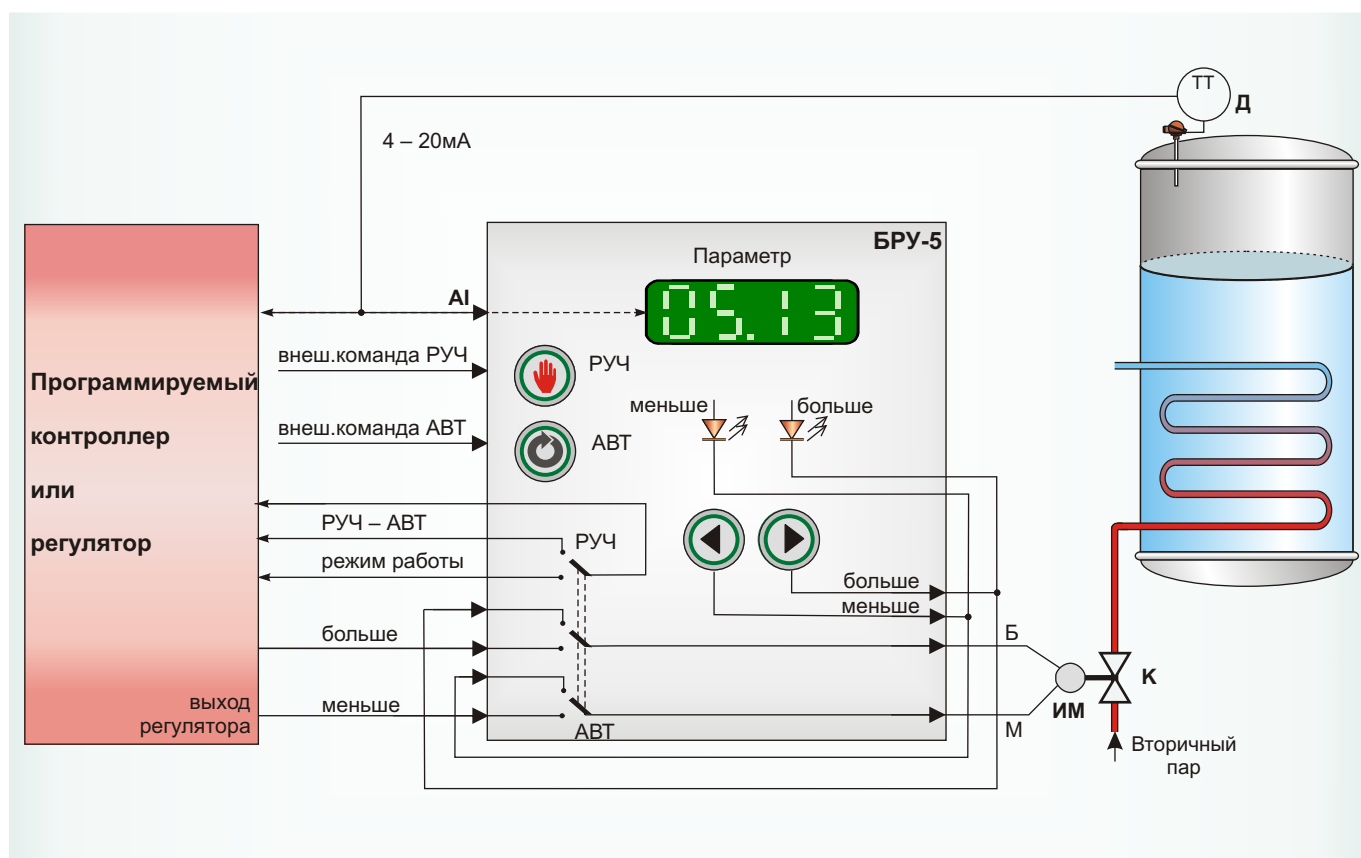 ТТ
Д
4 – 20мА
БРУ-5
Параметр
05.13
AI
внеш.команда РУЧ
РУЧ
внеш.команда АВТ
АВТ
меньше
больше
Программируемый
контроллер
или
регулятор
РУЧ – АВТ
режим работы
РУЧ
больше
меньше
больше
Б
меньше
выход
регулятора
АВТ
М
ИМ
К
Вторичный
пар